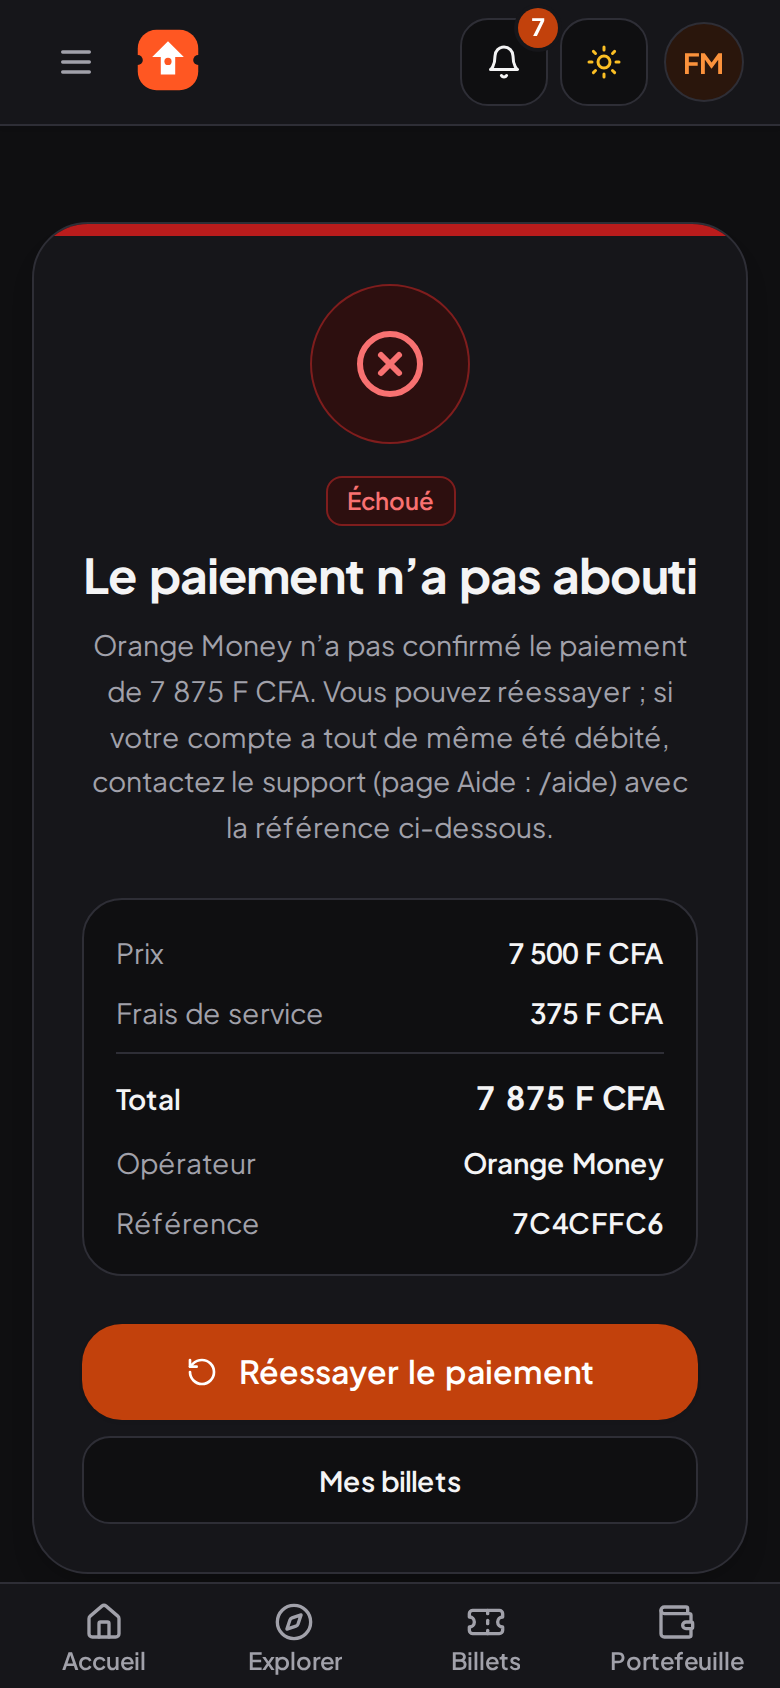 7
FM
Échoué
Le paiement n’a pas abouti
Orange Money n’a pas confirmé le paiement
de 7 875 F CFA. Vous pouvez réessayer ; si
votre compte a tout de même été débité,
contactez le support (page Aide : /aide) avec
la référence ci-dessous.
Prix 7 500 F CFA
Frais de service 375 F CFA
Total 7 875 F CFA
Opérateur Orange Money
Référence 7C4CFFC6
Réessayer le paiement
Mes billets
Accueil Explorer Billets Portefeuille